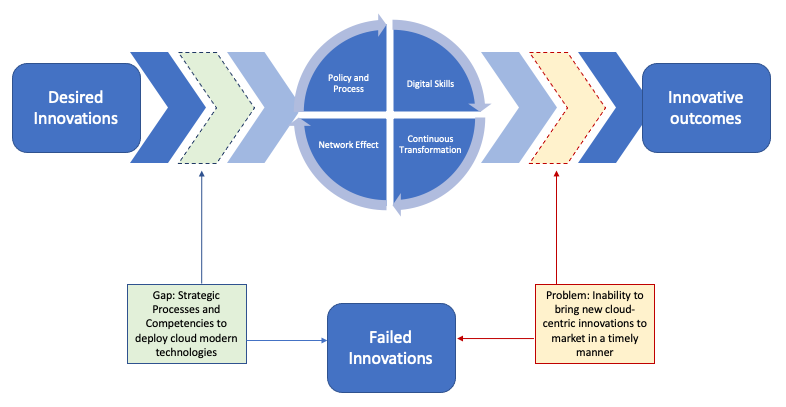 Desired
Innovations
Policy and
Process
Digital Skills
Network Effect
Continuous
Transformation
Innovative
outcomes
Gap: Strategic
Processes and
Competencies to
deploy cloud modern
technologies
Failed
Innovations
Problem: Inability to
bring new cloud-
centric innovations to
market in a timely
manner